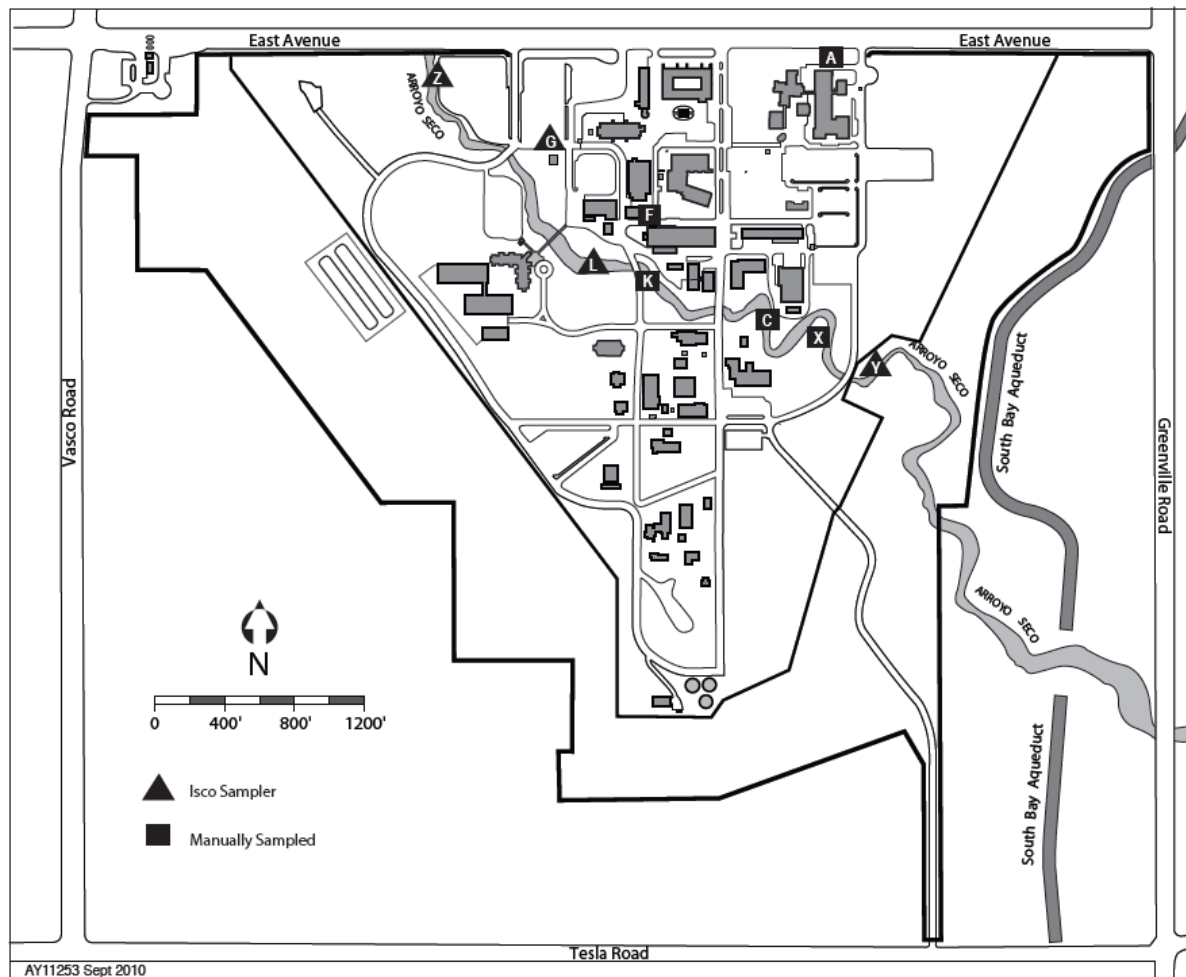 East Avenue
East Avenue
A
Z
ARROYO SECO
G
F
L
K
C
X
Y
ARROYO SECO
South Bay Aqueduct
Vasco Road
Greenville Road
ARROYO SECO
N
0 400' 800' 1200'
South Bay Aqueduct
Isco Sampler
Manually Sampled
Tesla Road
AY11253 Sept 2010